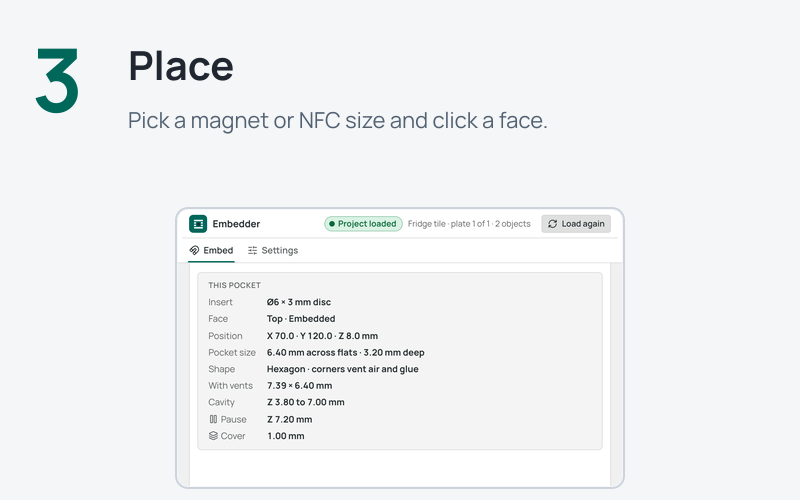 3
Place
Pick a magnet or NFC size and click a face.
Embedder
Project loaded
Fridge tile · plate 1 of 1 · 2 objects
Load again
Embed
Settings
THIS POCKET
Insert Ø6 × 3 mm disc
Face Top · Embedded
Position X 70.0 · Y 120.0 · Z 8.0 mm
Pocket size 6.40 mm across flats · 3.20 mm deep
Shape Hexagon · corners vent air and glue
With vents 7.39 × 6.40 mm
Cavity Z 3.80 to 7.00 mm
Pause Z 7.20 mm
Cover 1.00 mm